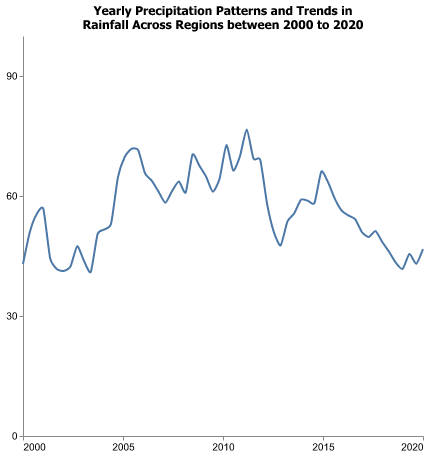 Yearly Precipitation Patterns and Trends in
Rainfall Across Regions between 2000 to 2020
90
60
30
0
2000 2005 2010 2015 2020